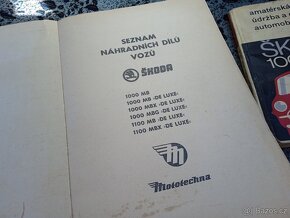 SEZNAM
NÁHRADNÍCH DÍLŮ
VOZŮ
ŠKODA
1000 MB
1000 MB -DE LUXE-
1000 MBX -DE LUXE-
1000 MBG -DE LUXE-
1100 MB -DE LUXE-
1100 MBX -DE LUXE-
Mototechna
amatérská
údržba a
automobi
ŠK
100